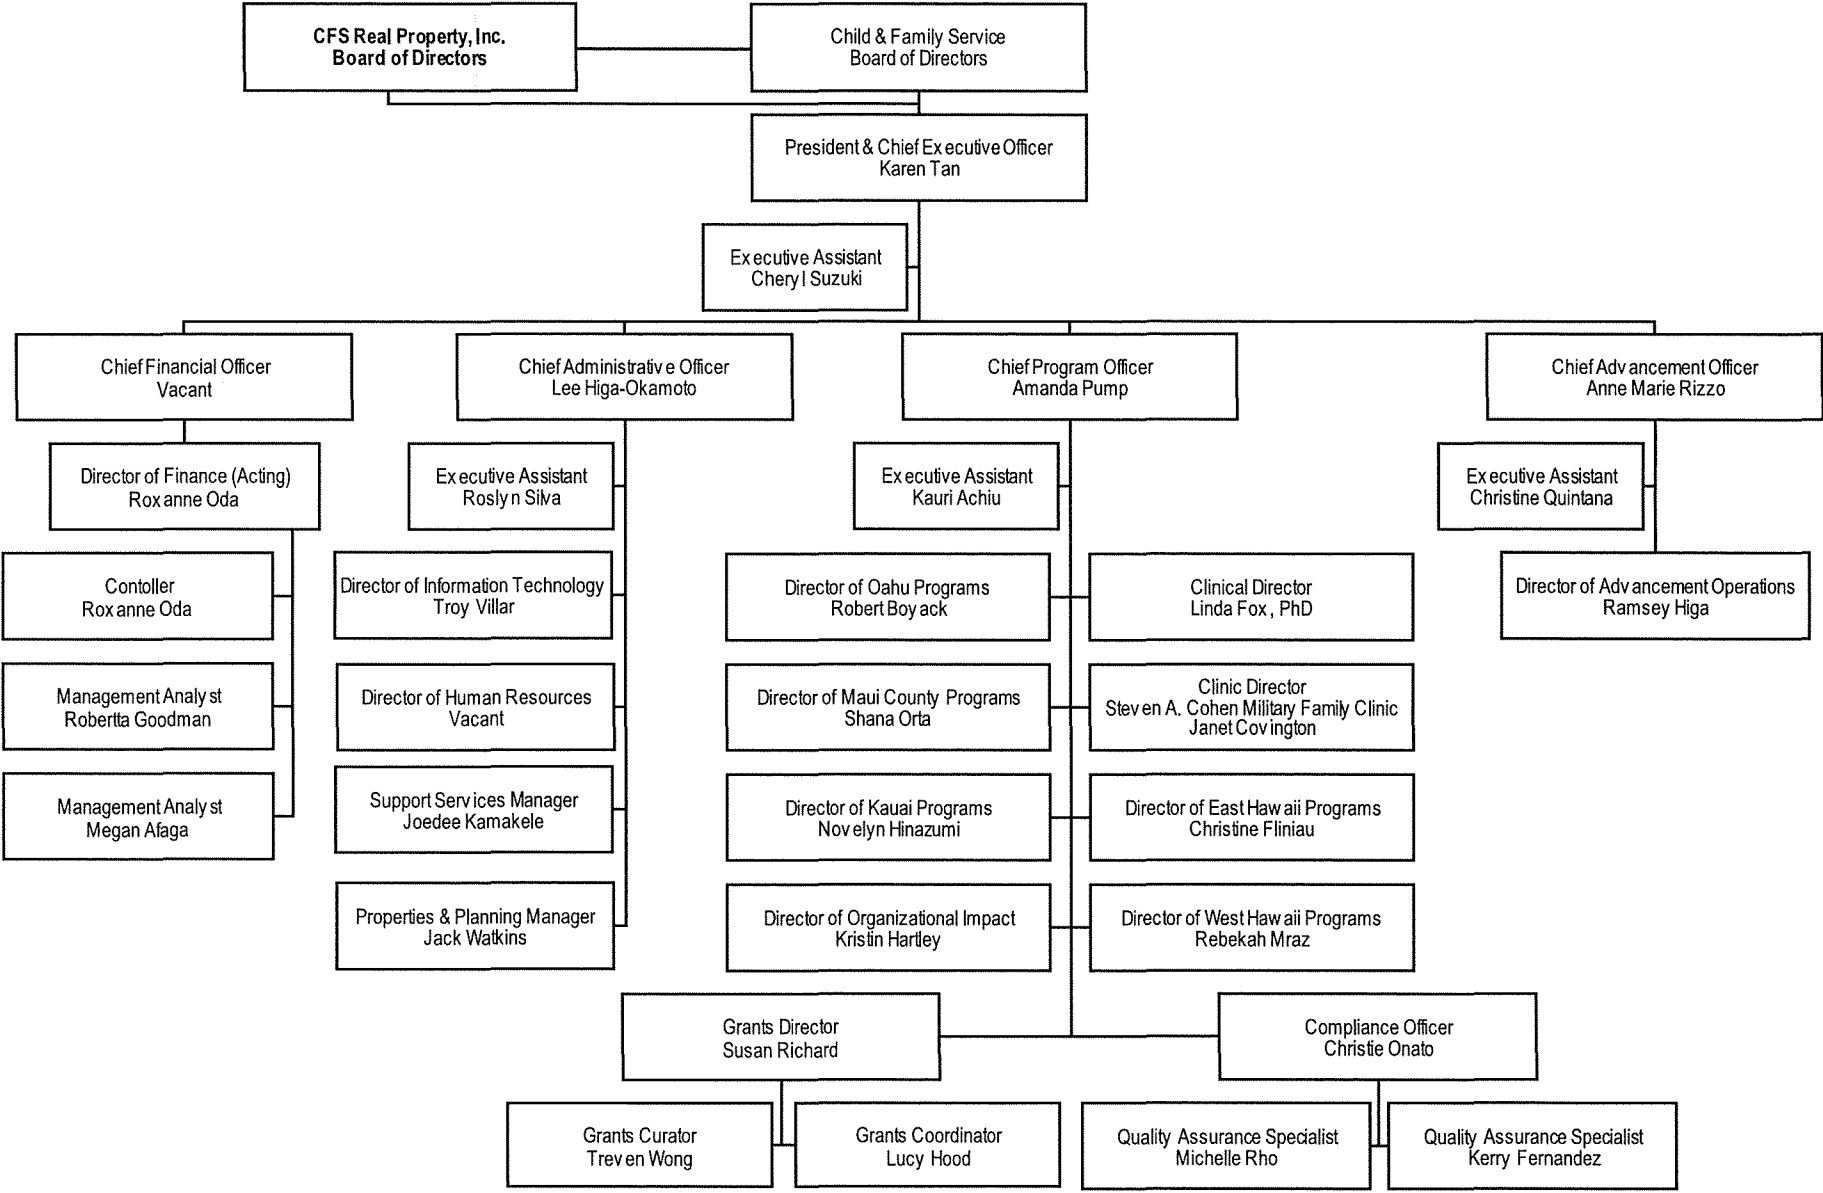 CFS Real Property, Inc.
Board of Directors
Child & Family Service
Board of Directors
President & Chief Executive Officer
Karen Tan
Executive Assistant
Cheryl Suzuki
Chief Financial Officer
Vacant
Chief Administrative Officer
Lee Higa-Okamoto
Chief Program Officer
Amanda Pump
Chief Advancement Officer
Anne Marie Rizzo
Director of Finance (Acting)
Roxanne Oda
Executive Assistant
Roslyn Silva
Executive Assistant
Kauri Achiu
Executive Assistant
Christine Quintana
Contoller
Roxanne Oda
Director of Information Technology
Troy Villar
Director of Oahu Programs
Robert Boyack
Clinical Director
Linda Fox, PhD
Director of Advancement Operations
Ramsey Higa
Management Analyst
Robertta Goodman
Director of Human Resources
Vacant
Director of Maui County Programs
Shana Orta
Clinic Director
Steven A. Cohen Military Family Clinic
Janet Covington
Management Analyst
Megan Afaga
Support Services Manager
Joedee Kamakele
Director of Kauai Programs
Novelyn Hinazumi
Director of East Hawaii Programs
Christine Fliniau
Properties & Planning Manager
Jack Watkins
Director of Organizational Impact
Kristin Hartley
Director of West Hawaii Programs
Rebekah Mraz
Grants Director
Susan Richard
Compliance Officer
Christie Onato
Grants Curator
Treven Wong
Grants Coordinator
Lucy Hood
Quality Assurance Specialist
Michelle Rho
Quality Assurance Specialist
Kerry Fernandez